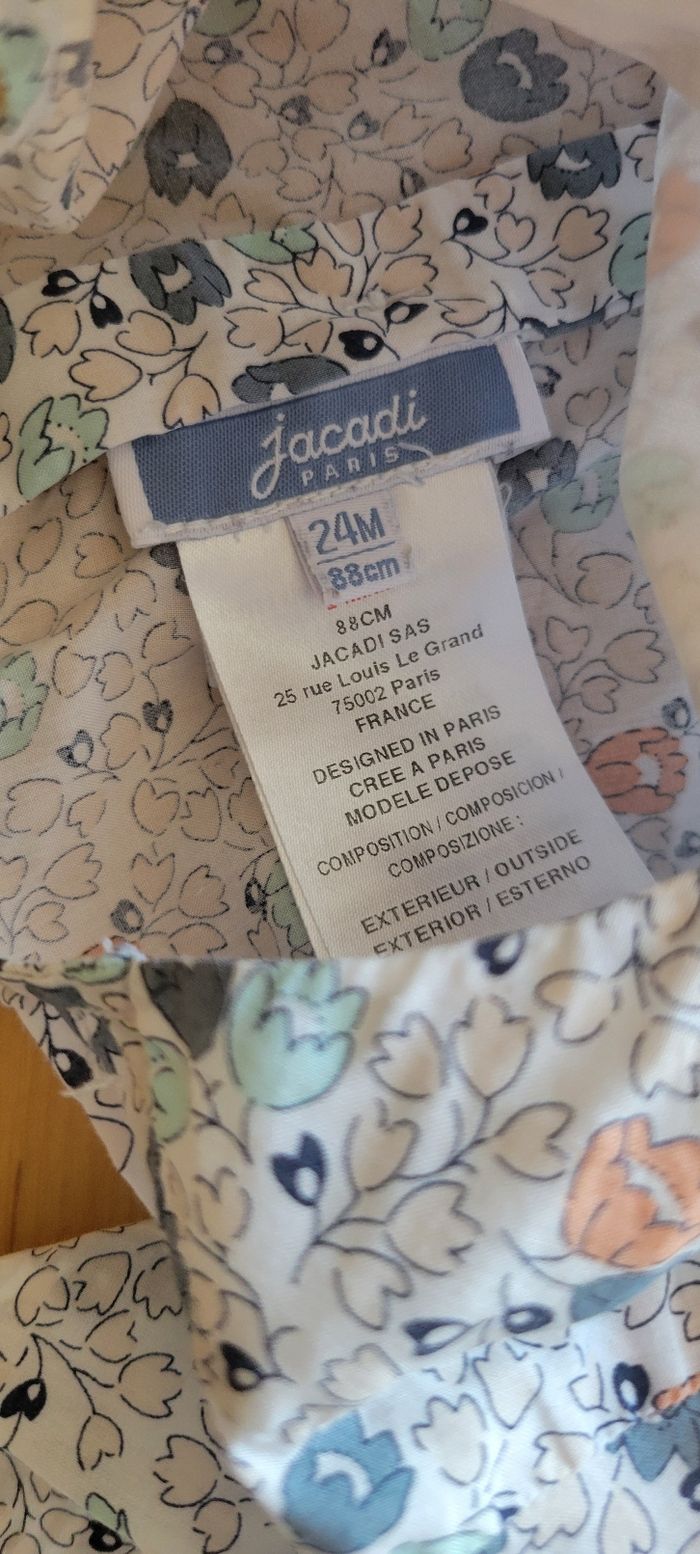 jacadi
PARIS
24M
88cm
88CM
JACADI SAS
25 rue Louis Le Grand
75002 Paris
FRANCE
DESIGNED IN PARIS
CREE A PARIS
MODELE DEPOSE
COMPOSITION / COMPOSICION /
COMPOSIZIONE :
EXTERIEUR / OUTSIDE
EXTERIOR / ESTERNO